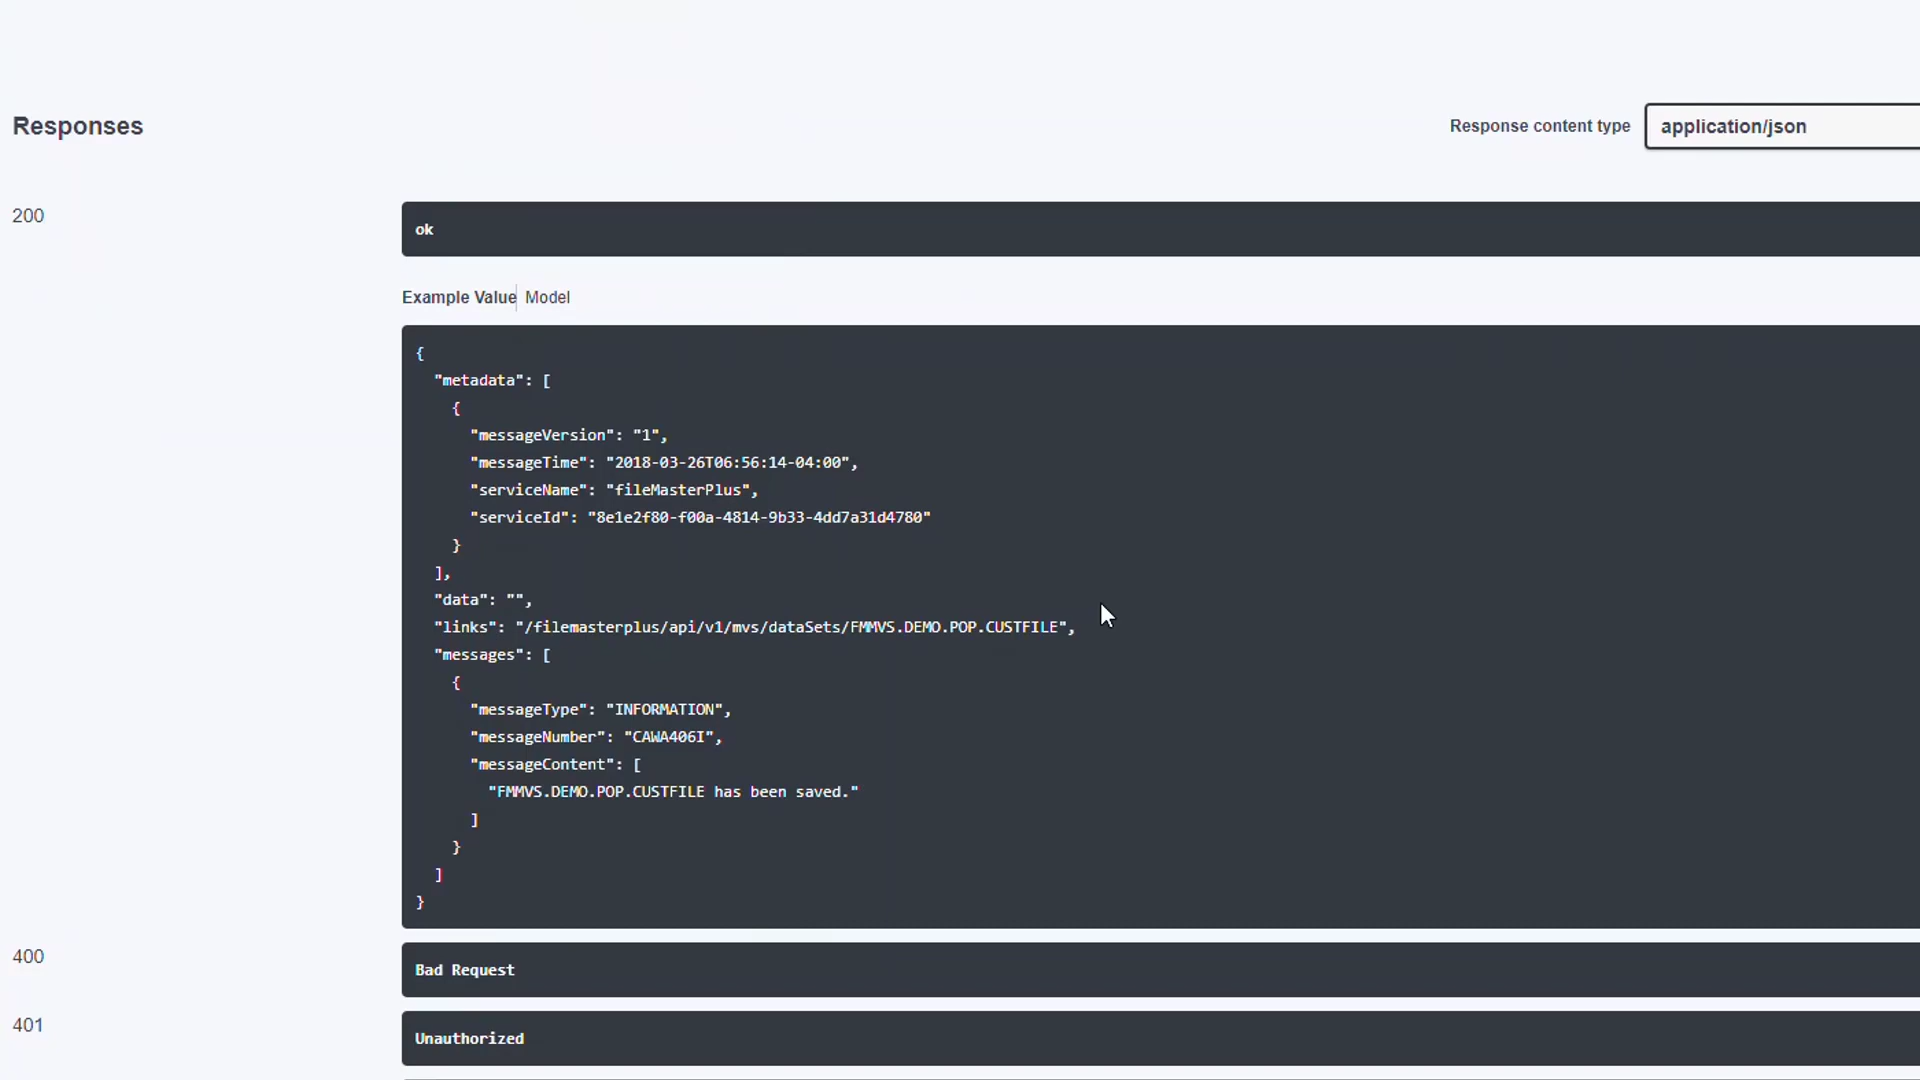 Responses
Response content type
application/json
200
ok
Example Value Model
{
"metadata": [
{
"messageVersion": "1",
"messageTime": "2018-03-26T06:56:14-04:00",
"serviceName": "fileMasterPlus",
"serviceId": "8e1e2f80-f00a-4814-9b33-4dd7a31d4780"
}
],
"data": "",
"links": "/filemasterplus/api/v1/mvs/dataSets/FMMVS.DEMO.POP.CUSTFILE",
"messages": [
{
"messageType": "INFORMATION",
"messageNumber": "CAWA406I",
"messageContent": [
"FMMVS.DEMO.POP.CUSTFILE has been saved."
]
}
]
}
400
Bad Request
401
Unauthorized